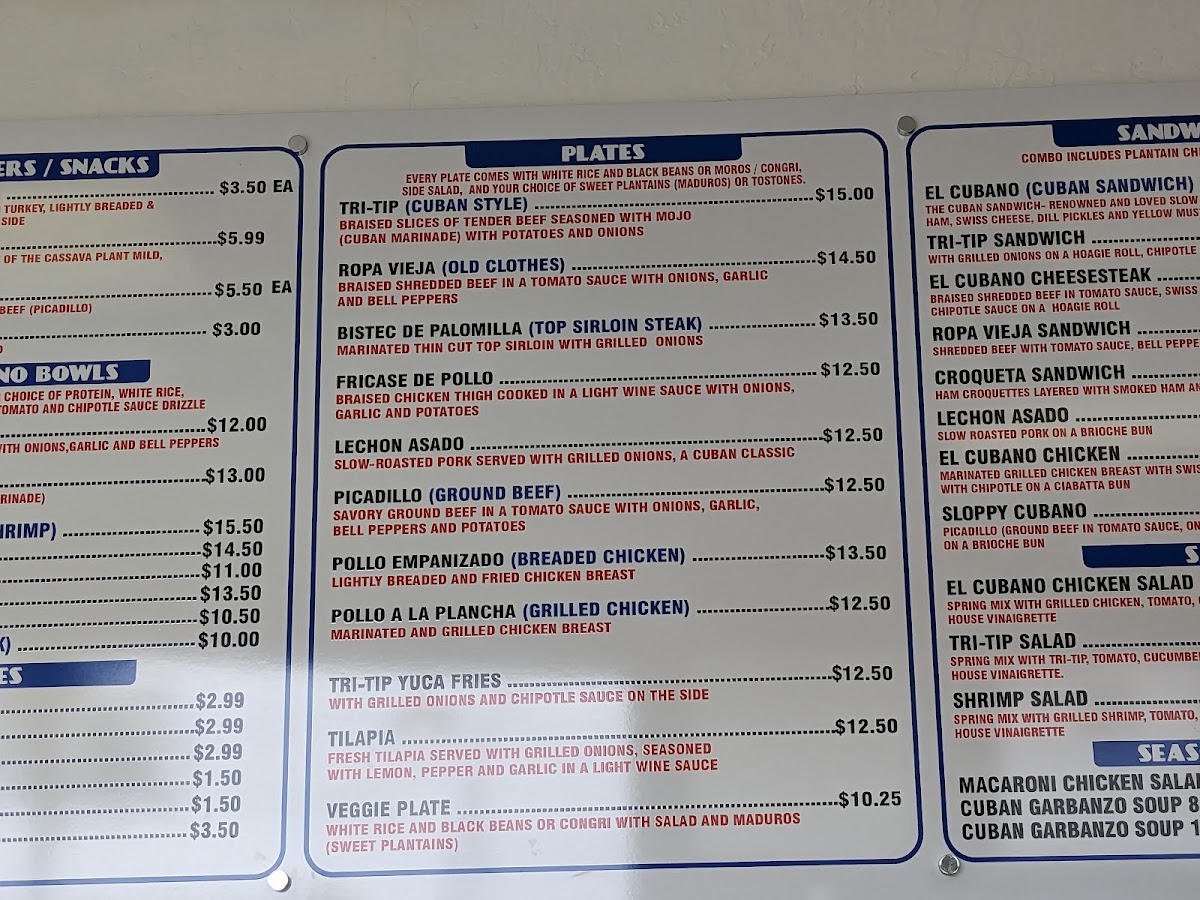 ERS / SNACKS
$3.50 EA
TURKEY, LIGHTLY BREADED &
SIDE
$5.99
OF THE CASSAVA PLANT MILD,
$5.50 EA
BEEF (PICADILLO)
$3.00
NO BOWLS
CHOICE OF PROTEIN, WHITE RICE,
TOMATO AND CHIPOTLE SAUCE DRIZZLE
$12.00
WITH ONIONS,GARLIC AND BELL PEPPERS
$13.00
RINADE)
HRIMP) $15.50
$14.50
$11.00
$13.50
$10.50
K) $10.00
ES
$2.99
$2.99
$2.99
$1.50
$1.50
$3.50
PLATES
EVERY PLATE COMES WITH WHITE RICE AND BLACK BEANS OR MOROS / CONGRI,
SIDE SALAD, AND YOUR CHOICE OF SWEET PLANTAINS (MADUROS) OR TOSTONES.
TRI-TIP (CUBAN STYLE) $15.00
BRAISED SLICES OF TENDER BEEF SEASONED WITH MOJO
(CUBAN MARINADE) WITH POTATOES AND ONIONS
ROPA VIEJA (OLD CLOTHES) $14.50
BRAISED SHREDDED BEEF IN A TOMATO SAUCE WITH ONIONS, GARLIC
AND BELL PEPPERS
BISTEC DE PALOMILLA (TOP SIRLOIN STEAK) $13.50
MARINATED THIN CUT TOP SIRLOIN WITH GRILLED ONIONS
FRICASE DE POLLO $12.50
BRAISED CHICKEN THIGH COOKED IN A LIGHT WINE SAUCE WITH ONIONS,
GARLIC AND POTATOES
LECHON ASADO $12.50
SLOW-ROASTED PORK SERVED WITH GRILLED ONIONS, A CUBAN CLASSIC
PICADILLO (GROUND BEEF) $12.50
SAVORY GROUND BEEF IN A TOMATO SAUCE WITH ONIONS, GARLIC,
BELL PEPPERS AND POTATOES
POLLO EMPANIZADO (BREADED CHICKEN) $13.50
LIGHTLY BREADED AND FRIED CHICKEN BREAST
POLLO A LA PLANCHA (GRILLED CHICKEN) $12.50
MARINATED AND GRILLED CHICKEN BREAST
TRI-TIP YUCA FRIES $12.50
WITH GRILLED ONIONS AND CHIPOTLE SAUCE ON THE SIDE
TILAPIA $12.50
FRESH TILAPIA SERVED WITH GRILLED ONIONS, SEASONED
WITH LEMON, PEPPER AND GARLIC IN A LIGHT WINE SAUCE
VEGGIE PLATE $10.25
WHITE RICE AND BLACK BEANS OR CONGRI WITH SALAD AND MADUROS
(SWEET PLANTAINS)
SANDW
COMBO INCLUDES PLANTAIN CH
EL CUBANO (CUBAN SANDWICH)
THE CUBAN SANDWICH- RENOWNED AND LOVED SLOW
HAM, SWISS CHEESE, DILL PICKLES AND YELLOW MUS
TRI-TIP SANDWICH
WITH GRILLED ONIONS ON A HOAGIE ROLL, CHIPOTLE
EL CUBANO CHEESESTEAK
BRAISED SHREDDED BEEF IN TOMATO SAUCE, SWISS
CHIPOTLE SAUCE ON A HOAGIE ROLL
ROPA VIEJA SANDWICH
SHREDDED BEEF WITH TOMATO SAUCE, BELL PEPPE
CROQUETA SANDWICH
HAM CROQUETTES LAYERED WITH SMOKED HAM AN
LECHON ASADO
SLOW ROASTED PORK ON A BRIOCHE BUN
EL CUBANO CHICKEN
MARINATED GRILLED CHICKEN BREAST WITH SWIS
WITH CHIPOTLE ON A CIABATTA BUN
SLOPPY CUBANO
PICADILLO (GROUND BEEF IN TOMATO SAUCE, ON
ON A BRIOCHE BUN
S
EL CUBANO CHICKEN SALAD
SPRING MIX WITH GRILLED CHICKEN, TOMATO,
HOUSE VINAIGRETTE
TRI-TIP SALAD
SPRING MIX WITH TRI-TIP, TOMATO, CUCUMBE
HOUSE VINAIGRETTE.
SHRIMP SALAD
SPRING MIX WITH GRILLED SHRIMP, TOMATO,
HOUSE VINAIGRETTE
SEAS
MACARONI CHICKEN SALA
CUBAN GARBANZO SOUP 8
CUBAN GARBANZO SOUP 1